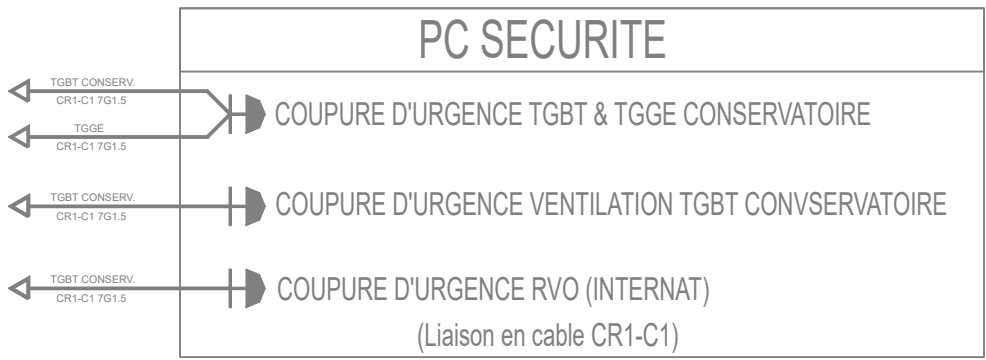 PC SECURITE
TGBT CONSERV.
CR1-C1 7G1.5
TGGE
CR1-C1 7G1.5
COUPURE D'URGENCE TGBT & TGGE CONSERVATOIRE
TGBT CONSERV.
CR1-C1 7G1.5
COUPURE D'URGENCE VENTILATION TGBT CONVSERVATOIRE
TGBT CONSERV.
CR1-C1 7G1.5
COUPURE D'URGENCE RVO (INTERNAT)
(Liaison en cable CR1-C1)